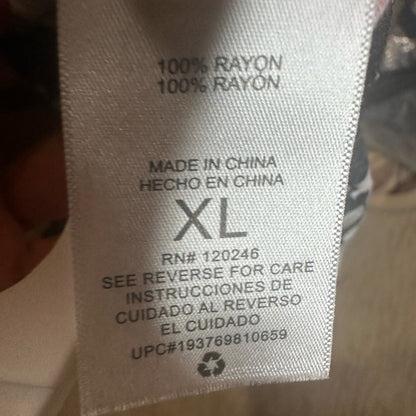 100% RAYON
100% RAYÓN
MADE IN CHINA
HECHO EN CHINA
XL
RN# 120246
SEE REVERSE FOR CARE
INSTRUCCIONES DE
CUIDADO AL REVERSO
EL CUIDADO
UPC#193769810659